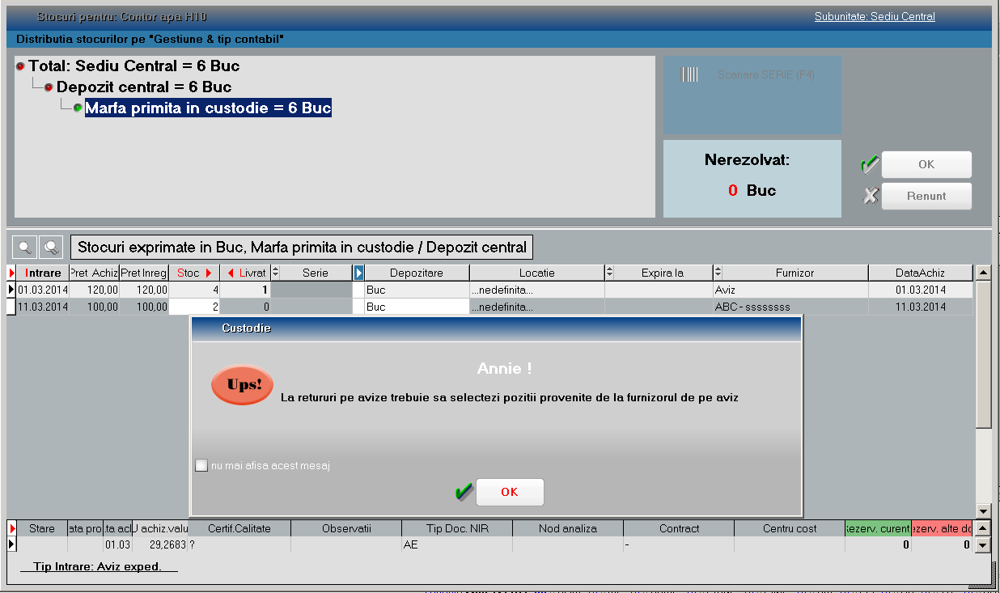 Stocuri pentru: Contor apa H10
Subunitate: Sediu Central
Distributia stocurilor pe "Gestiune & tip contabil"
Total: Sediu Central = 6 Buc
Depozit central = 6 Buc
Marfa primita in custodie = 6 Buc
Scanare SERIE (F4)
Nerezolvat:
0 Buc
OK
Renunt
Stocuri exprimate in Buc, Marfa primita in custodie / Depozit central
Intrare Pret Achiz Pret Inreg Stoc Livrat Serie Depozitare Locatie Expira la Furnizor DataAchiz
01.03.2014 120,00 120,00 4 1 Buc ...nedefinita... Aviz 01.03.2014
11.03.2014 100,00 100,00 2 0 Buc ...nedefinita... ABC - ssssssss 11.03.2014
Custodie
Annie !
Ups!
La retururi pe avize trebuie sa selectezi pozitii provenite de la furnizorul de pe aviz
nu mai afisa acest mesaj
OK
Stare ata pro ta acl achiz.valu Certif.Calitate Observatii Tip Doc. NIR Nod analiza Contract Centru cost ezerv. curent ezerv. alte do
01.03 29,2683 ? AE - 0 0
Tip Intrare: Aviz exped.